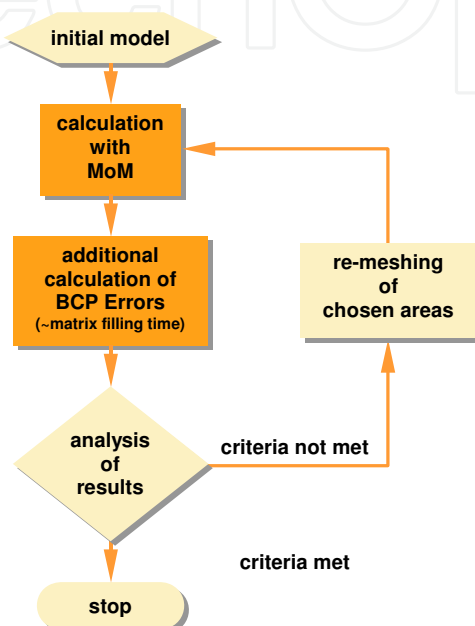 initial model
calculation
with
MoM
additional
calculation of
BCP Errors
(~matrix filling time)
re-meshing
of
chosen areas
analysis
of
results
criteria not met
criteria met
stop